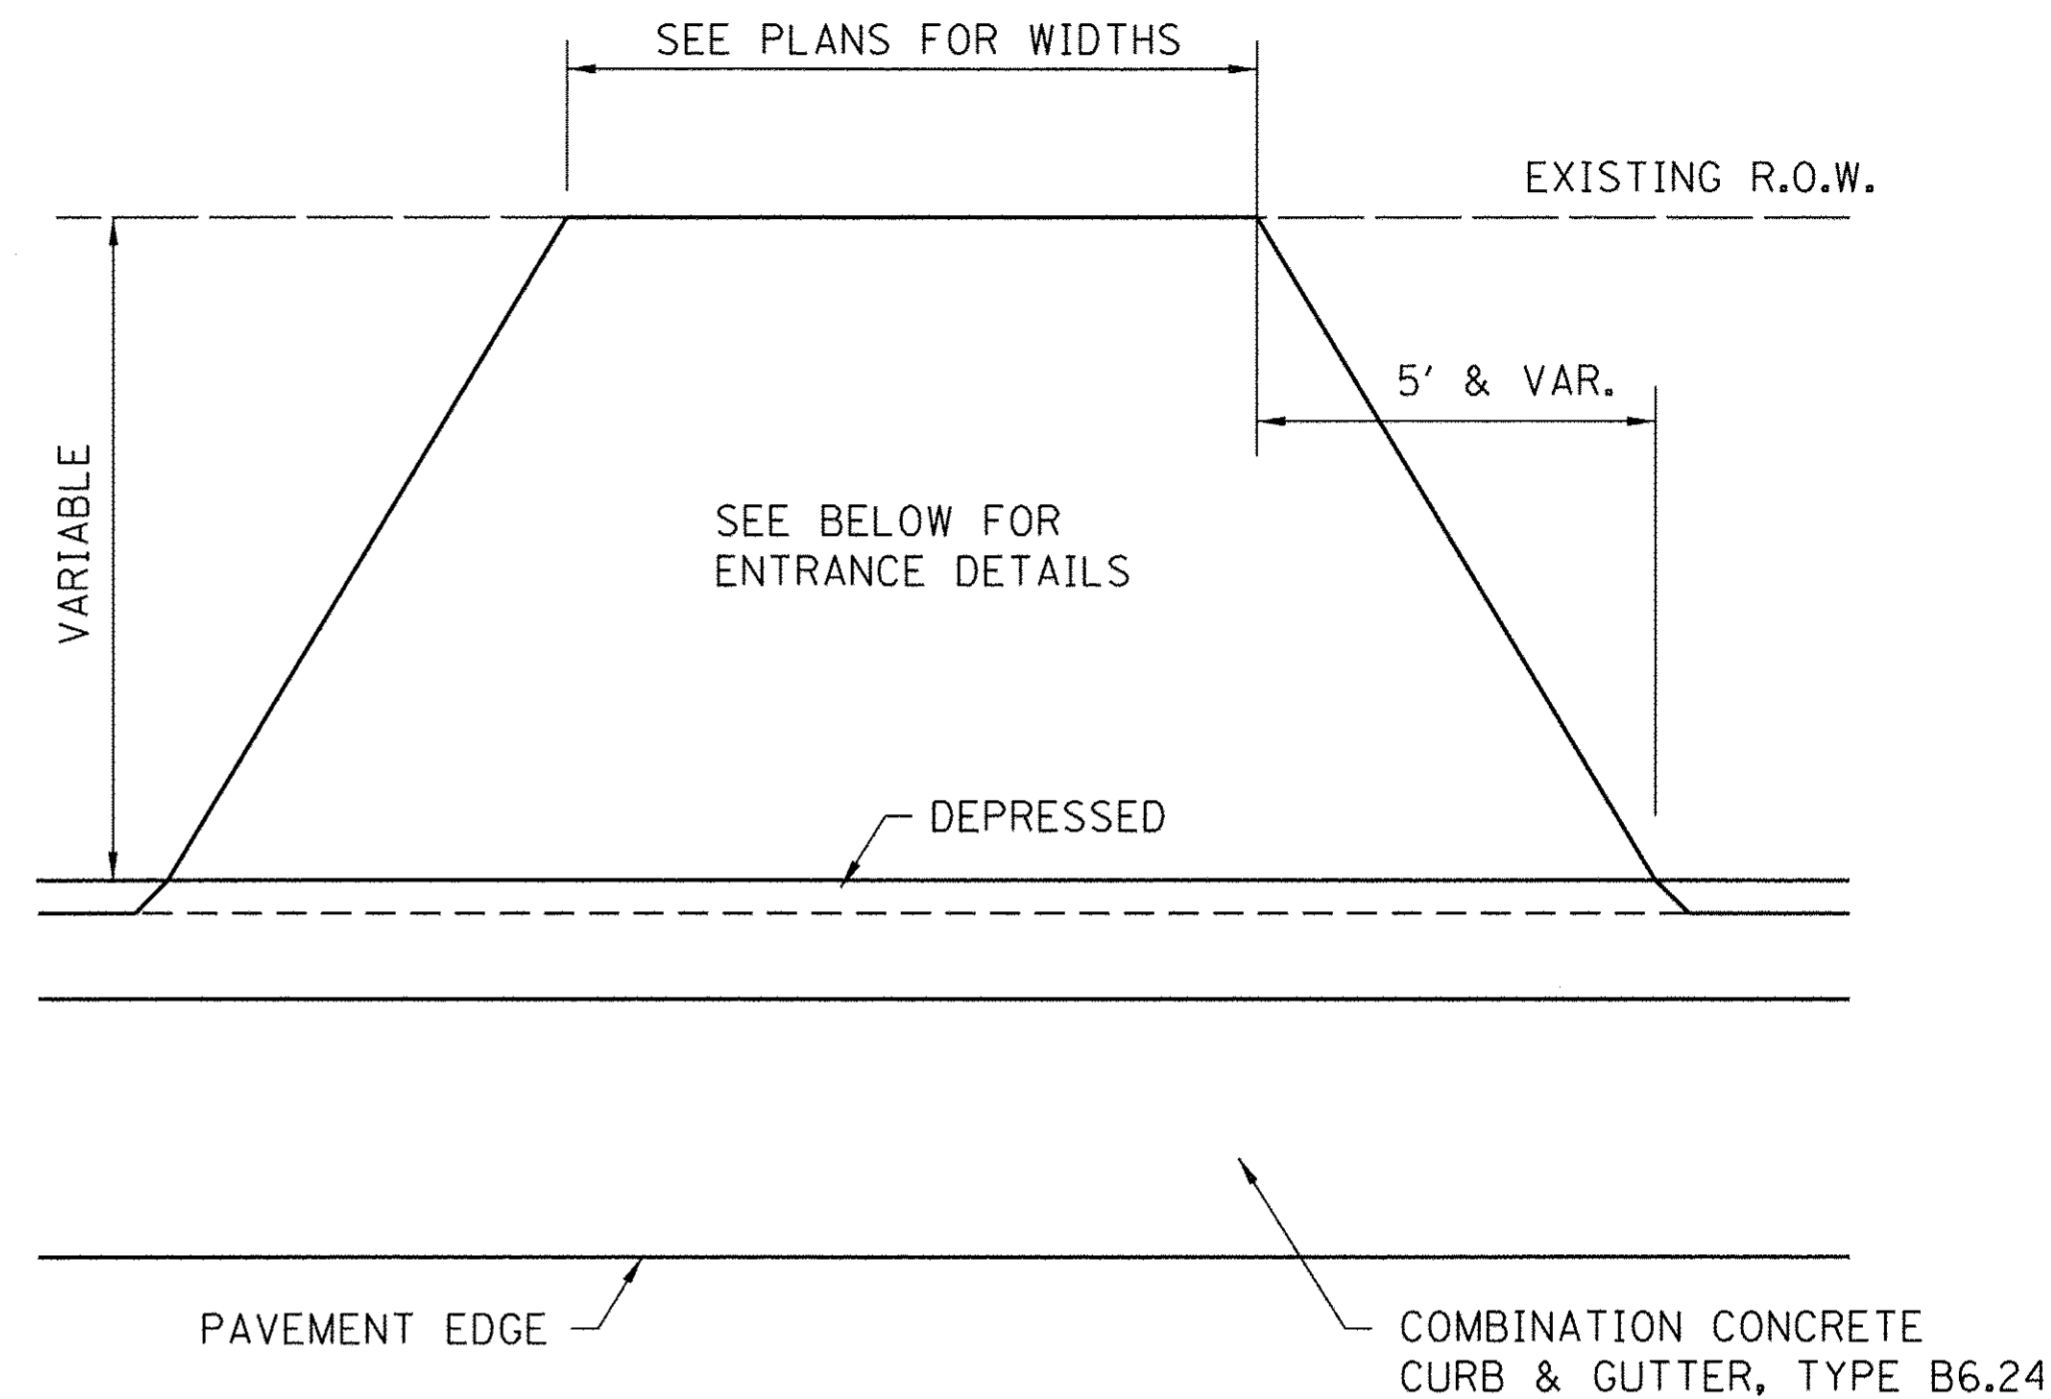 SEE PLANS FOR WIDTHS
EXISTING R.O.W.
5' & VAR.
VARIABLE
SEE BELOW FOR
ENTRANCE DETAILS
DEPRESSED
PAVEMENT EDGE
COMBINATION CONCRETE
CURB & GUTTER, TYPE B6.24